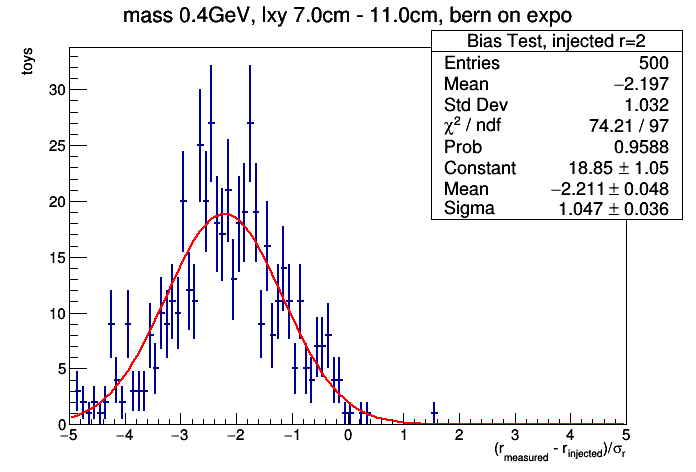 mass 0.4GeV, lxy 7.0cm - 11.0cm, bern on expo
Bias Test, injected r=2
Entries 500
Mean −2.197
Std Dev 1.032
χ² / ndf 74.21 / 97
Prob 0.9588
Constant 18.85 ± 1.05
Mean −2.211 ± 0.048
Sigma 1.047 ± 0.036
toys
30
25
20
15
10
5
0
−5 −4 −3 −2 −1 0 1 2 3 4 5
(r_measured - r_injected)/σ_r